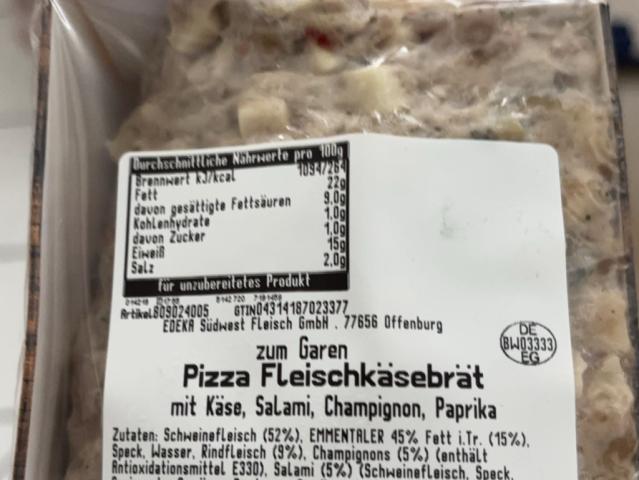 Durchschnittliche Nährwerte pro 100g
Brennwert kJ/kcal 1094/264
Fett 22g
davon gesättigte Fettsäuren 9,0g
Kohlenhydrate 1,0g
davon Zucker 1,0g
Eiweiß 15g
Salz 2,0g
für unzubereitetes Produkt
Artikel809024005 GTIN04314187023377
EDEKA Südwest Fleisch GmbH . 77656 Offenburg
DE
BW03333
EG
zum Garen
Pizza Fleischkäsebrät
mit Käse, Salami, Champignon, Paprika
Zutaten: Schweinefleisch (52%), EMMENTALER 45% Fett i.Tr. (15%),
Speck, Wasser, Rindfleisch (9%), Champignons (5%) (enthält
Antioxidationsmittel E330), Salami (5%) (Schweinefleisch, Speck,